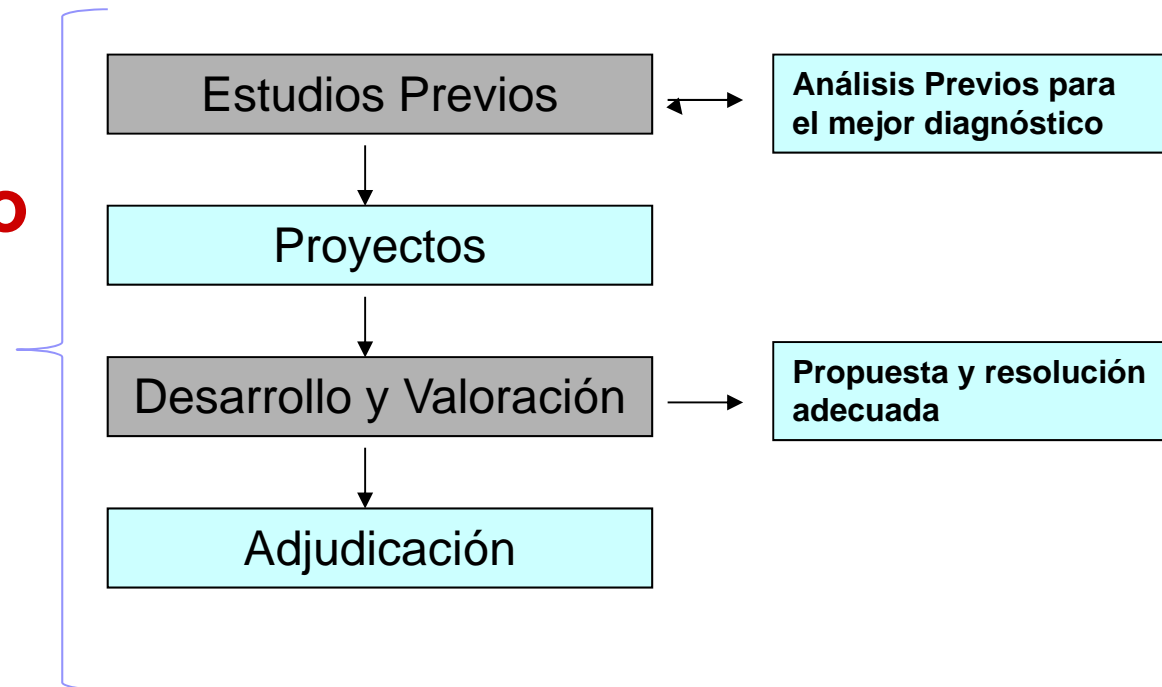 Estudios Previos
Análisis Previos para
el mejor diagnóstico
o
Proyectos
Desarrollo y Valoración
Propuesta y resolución
adecuada
Adjudicación